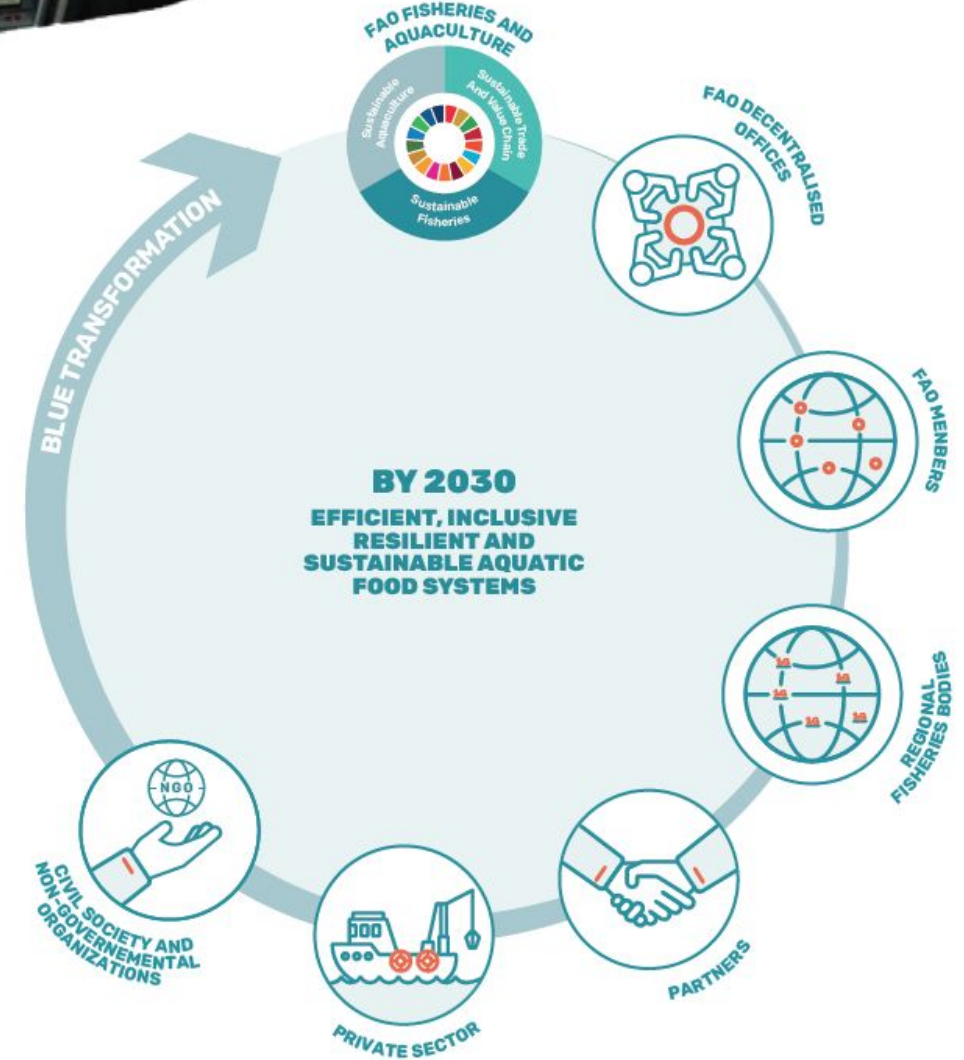 FAO FISHERIES AND
AQUACULTURE
Sustainable
Aquaculture
Sustainable Trade
And Value Chain
Sustainable
Fisheries
FAO DECENTRALISED
OFFICES
FAO MENBERS
REGIONAL
FISHERIES BODIES
PARTNERS
PRIVATE SECTOR
NGO
CIVIL SOCIETY AND
NON-GOVERNEMENTAL
ORGANIZATIONS
BLUE TRANSFORMATION
BY 2030
EFFICIENT, INCLUSIVE
RESILIENT AND
SUSTAINABLE AQUATIC
FOOD SYSTEMS